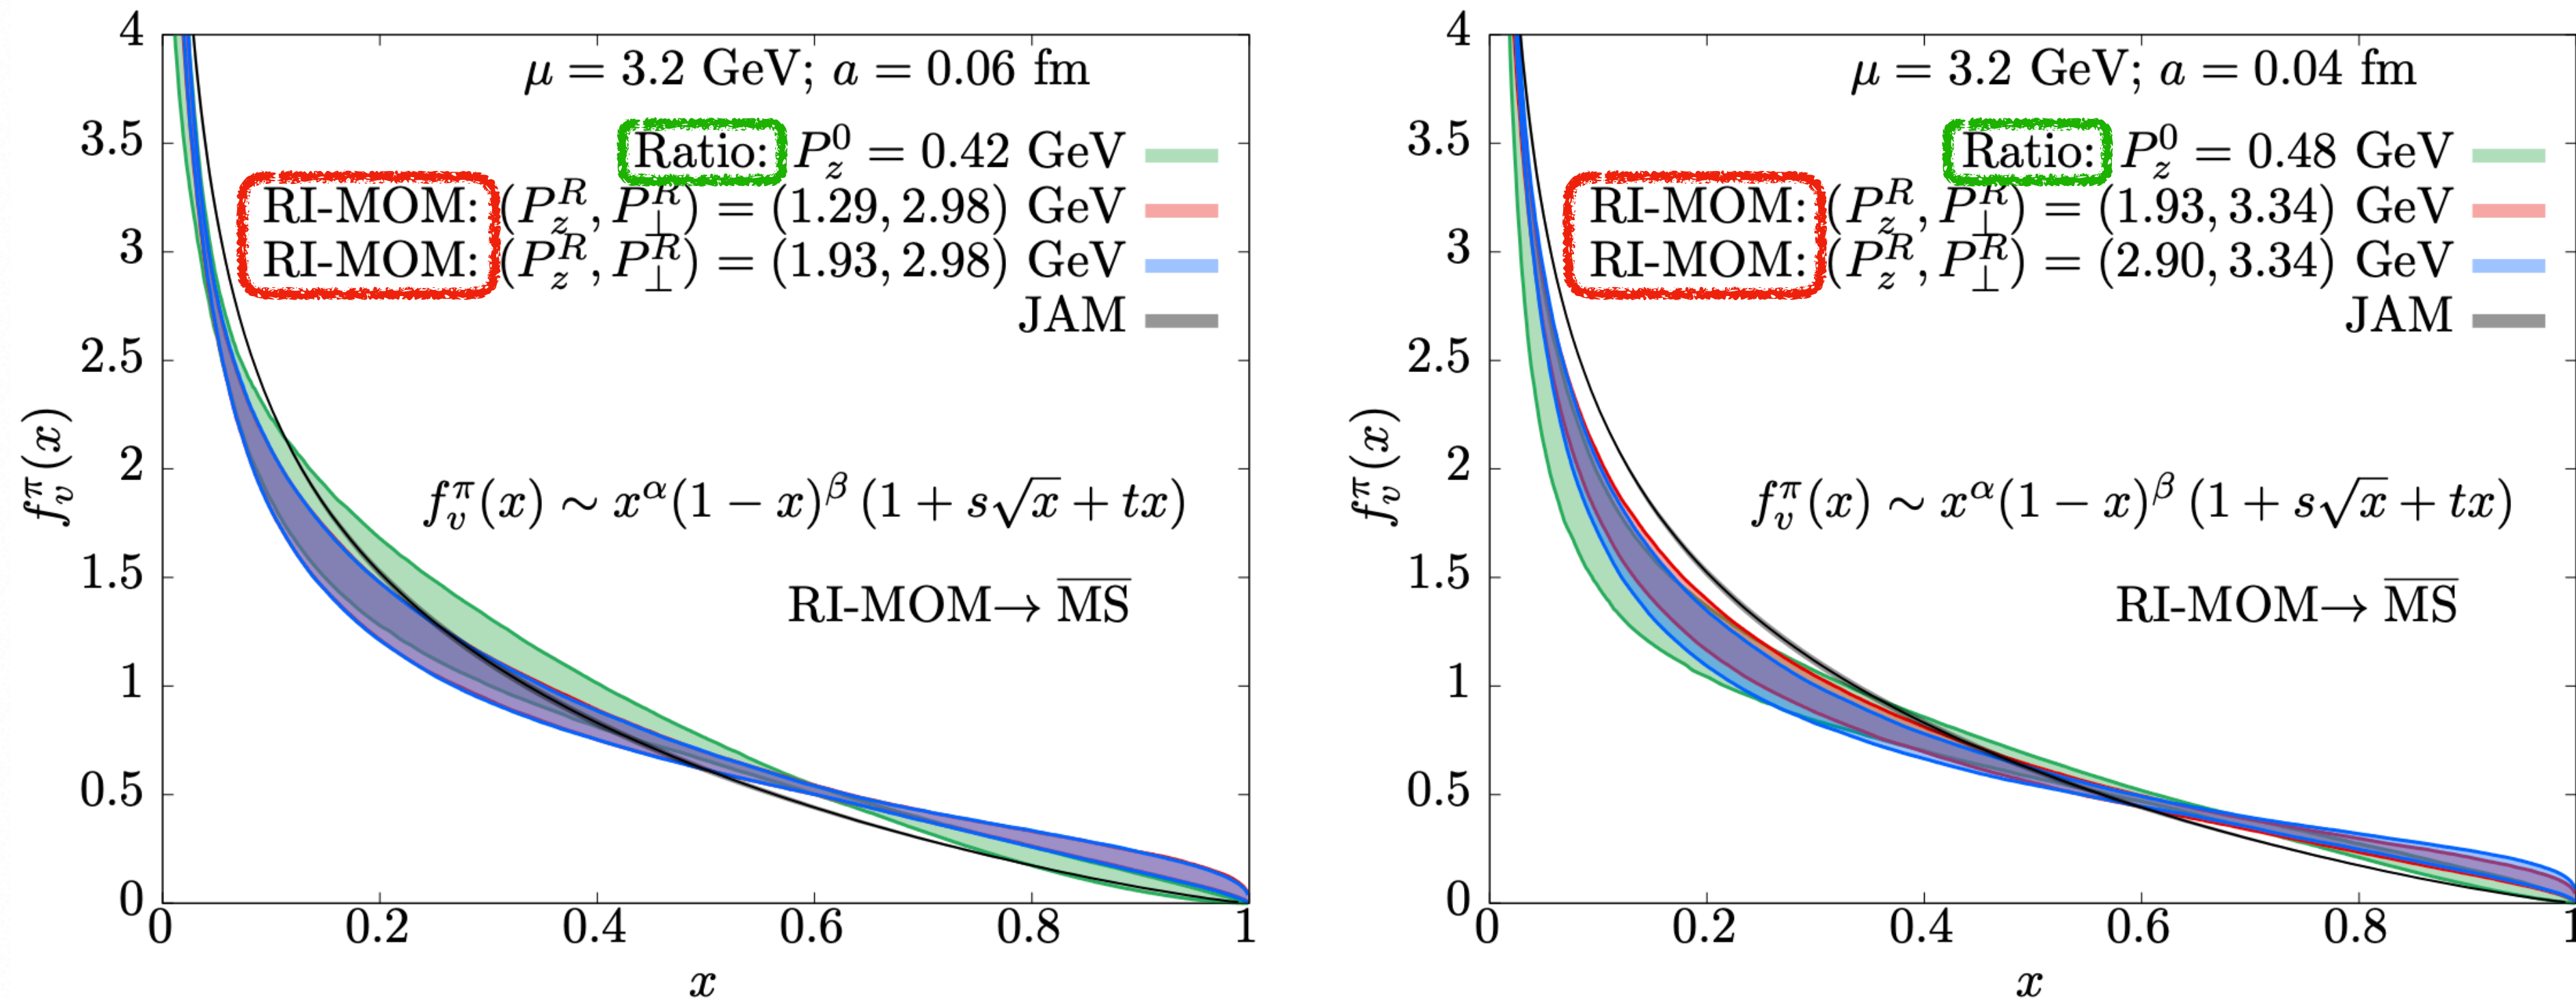 μ = 3.2 GeV; a = 0.06 fm
Ratio: P_z^0 = 0.42 GeV
RI-MOM: (P_z^R, P_⊥^R) = (1.29, 2.98) GeV
RI-MOM: (P_z^R, P_⊥^R) = (1.93, 2.98) GeV
JAM
f_v^π(x) ∼ x^α(1 − x)^β (1 + s√x + tx)
RI-MOM→ \overline{MS}
f_v^π(x)
4
3.5
3
2.5
2
1.5
1
0.5
0
0 0.2 0.4 0.6 0.8 1
x
μ = 3.2 GeV; a = 0.04 fm
Ratio: P_z^0 = 0.48 GeV
RI-MOM: (P_z^R, P_⊥^R) = (1.93, 3.34) GeV
RI-MOM: (P_z^R, P_⊥^R) = (2.90, 3.34) GeV
JAM
f_v^π(x) ∼ x^α(1 − x)^β (1 + s√x + tx)
RI-MOM→ \overline{MS}
f_v^π(x)
4
3.5
3
2.5
2
1.5
1
0.5
0
0 0.2 0.4 0.6 0.8 1
x